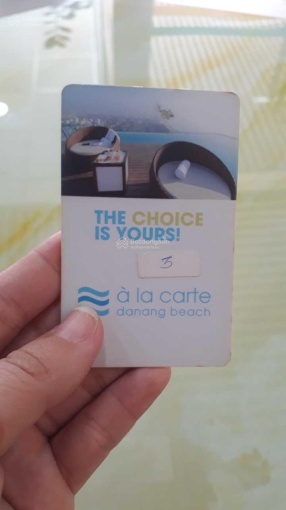 THE CHOICE
IS YOURS!
3
à la carte
danang beach